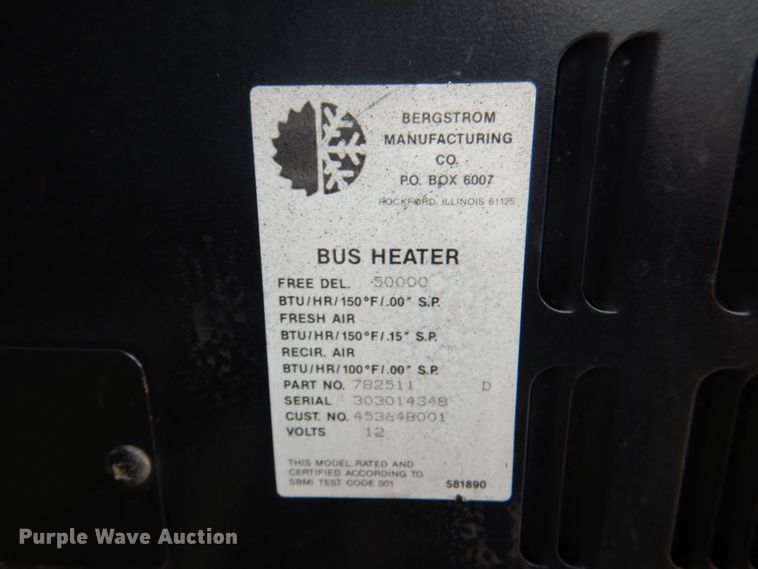 BERGSTROM
MANUFACTURING
CO.
P.O. BOX 6007
ROCKFORD, ILLINOIS 61125
BUS HEATER
FREE DEL. 50000
BTU/HR/150°F/.00" S.P.
FRESH AIR
BTU/HR/150°F/.15" S.P.
RECIR. AIR
BTU/HR/100°F/.00" S.P.
PART NO. 782511 D
SERIAL 303014348
CUST. NO. 453648001
VOLTS 12
THIS MODEL RATED AND
CERTIFIED ACCORDING TO
SBMI TEST CODE 001 581890
Purple Wave Auction